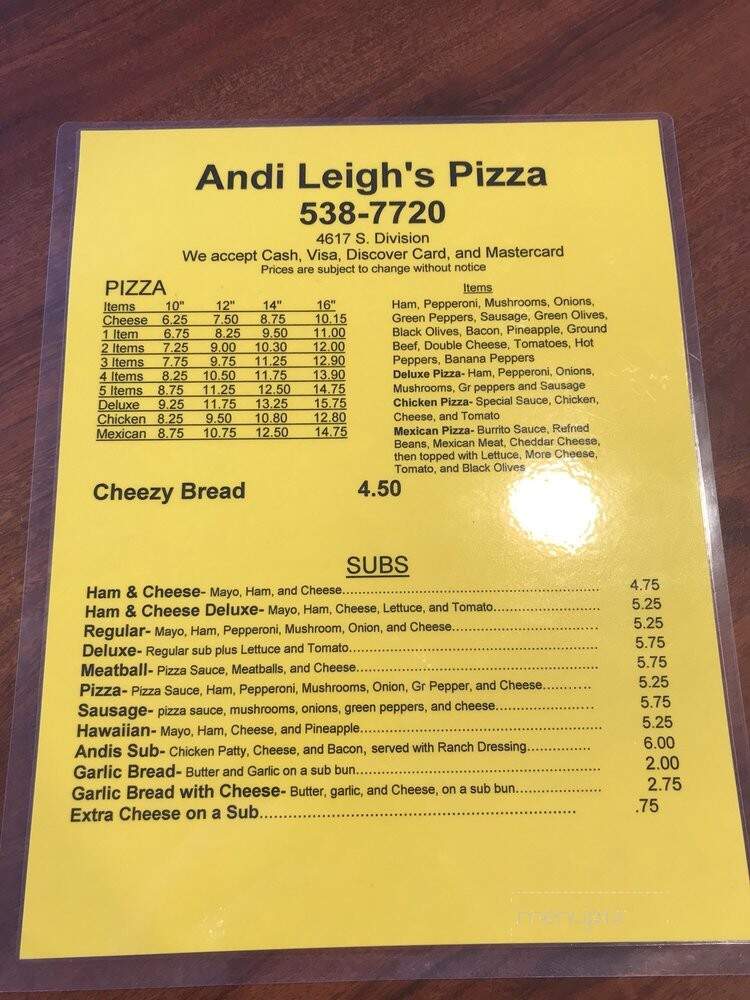 Andi Leigh's Pizza
538-7720
4617 S. Division
We accept Cash, Visa, Discover Card, and Mastercard
Prices are subject to change without notice
PIZZA
Items 10" 12" 14" 16"
Cheese 6.25 7.50 8.75 10.15
1 Item 6.75 8.25 9.50 11.00
2 Items 7.25 9.00 10.30 12.00
3 Items 7.75 9.75 11.25 12.90
4 Items 8.25 10.50 11.75 13.90
5 Items 8.75 11.25 12.50 14.75
Deluxe 9.25 11.75 13.25 15.75
Chicken 8.25 9.50 10.80 12.80
Mexican 8.75 10.75 12.50 14.75
Items
Ham, Pepperoni, Mushrooms, Onions,
Green Peppers, Sausage, Green Olives,
Black Olives, Bacon, Pineapple, Ground
Beef, Double Cheese, Tomatoes, Hot
Peppers, Banana Peppers
Deluxe Pizza- Ham, Pepperoni, Onions,
Mushrooms, Gr peppers and Sausage
Chicken Pizza- Special Sauce, Chicken,
Cheese, and Tomato
Mexican Pizza- Burrito Sauce, Refried
Beans, Mexican Meat, Cheddar Cheese,
then topped with Lettuce, More Cheese,
Tomato, and Black Olives
Cheezy Bread 4.50
SUBS
Ham & Cheese- Mayo, Ham, and Cheese........ 4.75
Ham & Cheese Deluxe- Mayo, Ham, Cheese, Lettuce, and Tomato........ 5.25
Regular- Mayo, Ham, Pepperoni, Mushroom, Onion, and Cheese........ 5.25
Deluxe- Regular sub plus Lettuce and Tomato........ 5.75
Meatball- Pizza Sauce, Meatballs, and Cheese........ 5.75
Pizza- Pizza Sauce, Ham, Pepperoni, Mushrooms, Onion, Gr Pepper, and Cheese........ 5.25
Sausage- pizza sauce, mushrooms, onions, green peppers, and cheese........ 5.75
Hawaiian- Mayo, Ham, Cheese, and Pineapple........ 5.25
Andis Sub- Chicken Patty, Cheese, and Bacon, served with Ranch Dressing........ 6.00
Garlic Bread- Butter and Garlic on a sub bun........ 2.00
Garlic Bread with Cheese- Butter, garlic, and Cheese, on a sub bun........ 2.75
Extra Cheese on a Sub........ .75